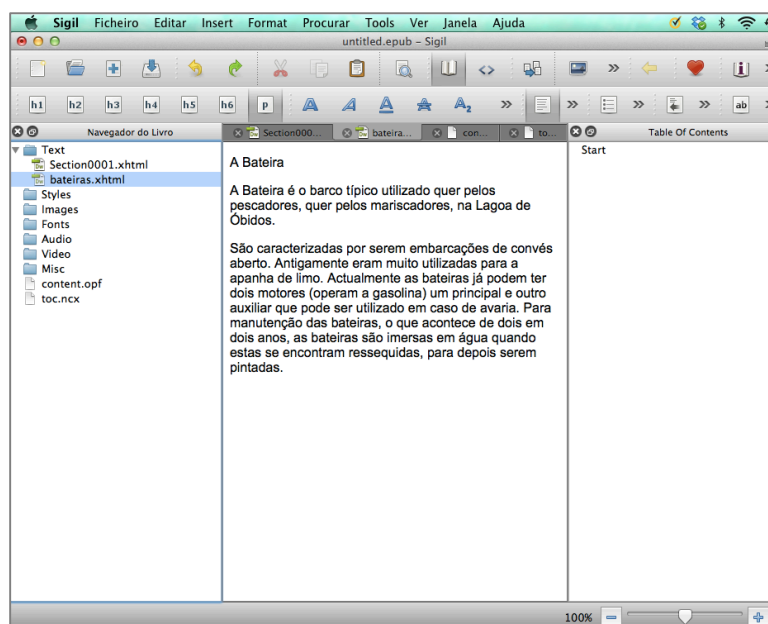 Sigil Ficheiro Editar Insert Format Procurar Tools Ver Janela Ajuda
untitled.epub - Sigil
h1 h2 h3 h4 h5 h6 p A A A A A₂ » » » » ab
Navegador do Livro
Text
Section0001.xhtml
bateiras.xhtml
Styles
Images
Fonts
Audio
Video
Misc
content.opf
toc.ncx
Section000... bateira... con... to...
A Bateira
A Bateira é o barco típico utilizado quer pelos
pescadores, quer pelos mariscadores, na Lagoa de
Óbidos.
São caracterizadas por serem embarcações de convés
aberto. Antigamente eram muito utilizadas para a
apanha de limo. Actualmente as bateiras já podem ter
dois motores (operam a gasolina) um principal e outro
auxiliar que pode ser utilizado em caso de avaria. Para
manutenção das bateiras, o que acontece de dois em
dois anos, as bateiras são imersas em água quando
estas se encontram ressequidas, para depois serem
pintadas.
Table Of Contents
Start
100%